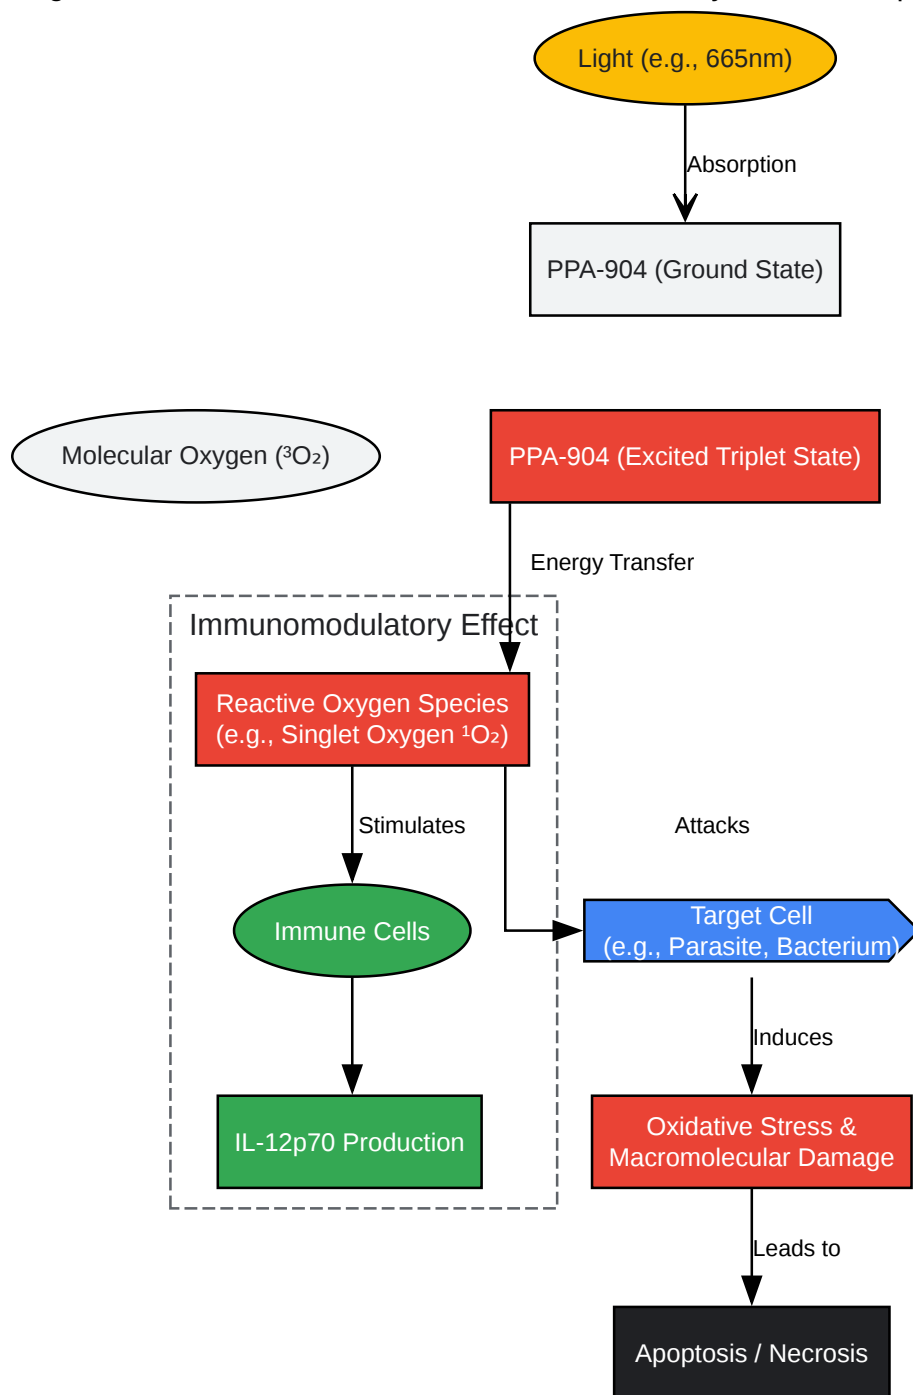 Light (e.g., 665nm)
Absorption
PPA-904 (Ground State)
Molecular Oxygen (³O₂)
PPA-904 (Excited Triplet State)
Energy Transfer
Immunomodulatory Effect
Reactive Oxygen Species
(e.g., Singlet Oxygen ¹O₂)
Stimulates
Attacks
Immune Cells
Target Cell
(e.g., Parasite, Bacterium)
Induces
IL-12p70 Production
Oxidative Stress &
Macromolecular Damage
Leads to
Apoptosis / Necrosis